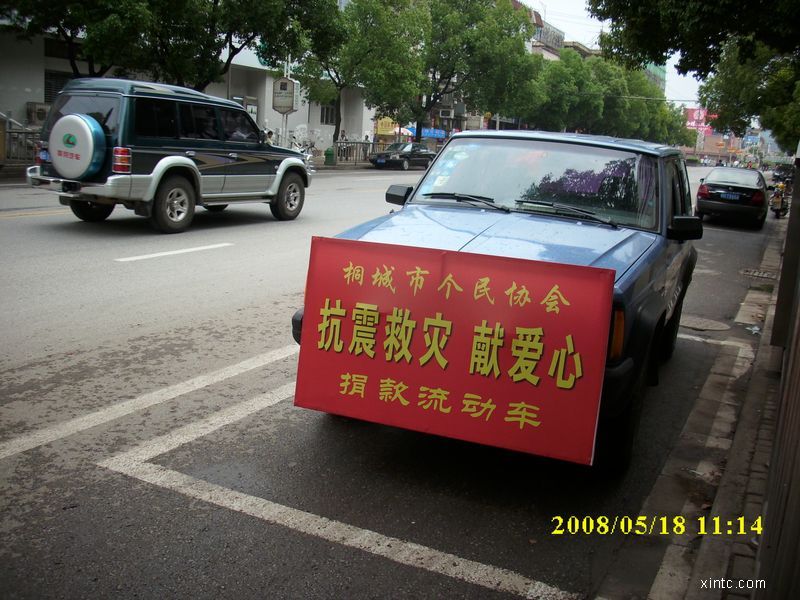 桐城市个民协会
抗震救灾 献爱心
捐款流动车
2008/05/18 11:14
xintc.com